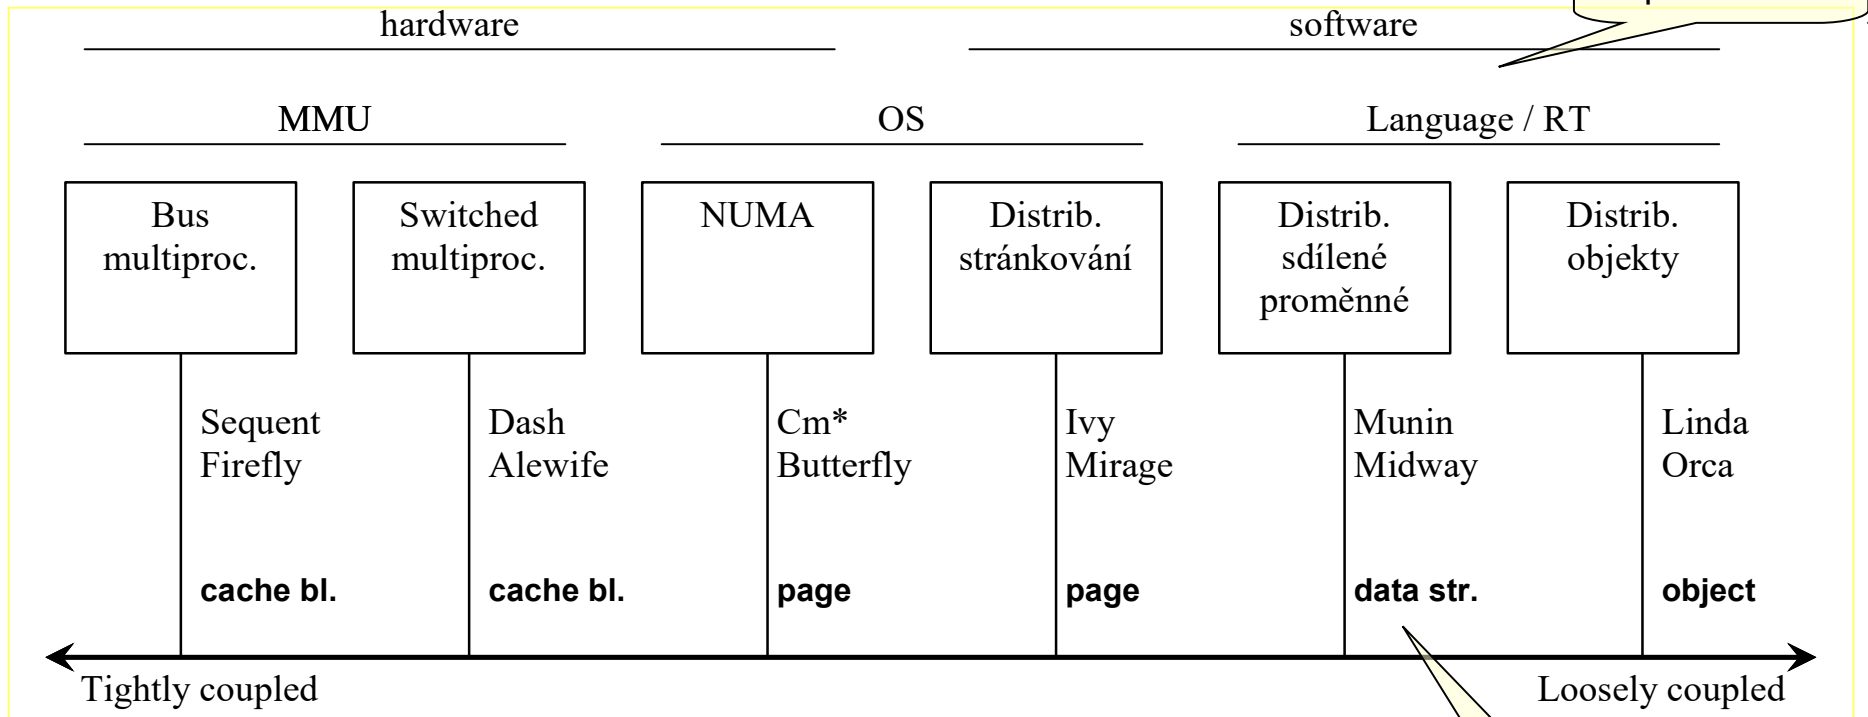 hardware
software
MMU
OS
Language / RT
Bus
multiproc.
Switched
multiproc.
NUMA
Distrib.
stránkování
Distrib.
sdílené
proměnné
Distrib.
objekty
Sequent
Firefly
Dash
Alewife
Cm*
Butterfly
Ivy
Mirage
Munin
Midway
Linda
Orca
cache bl.
cache bl.
page
page
data str.
object
Tightly coupled
Loosely coupled